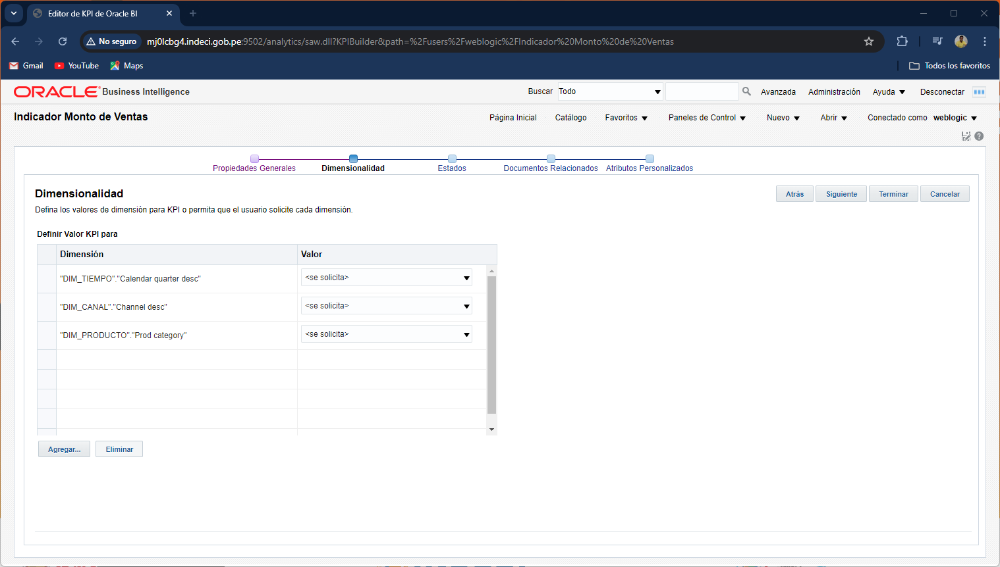 Editor de KPI de Oracle BI
No seguro mj0lcbg4.indeci.gob.pe:9502/analytics/saw.dll?KPIBuilder&path=%2Fusers%2Fweblogic%2FIndicador%20Monto%20de%20Ventas
Gmail YouTube Maps Todos los favoritos
ORACLE Business Intelligence Buscar Todo Avanzada Administración Ayuda Desconectar
Indicador Monto de Ventas Página Inicial Catálogo Favoritos Paneles de Control Nuevo Abrir Conectado como weblogic
Propiedades Generales Dimensionalidad Estados Documentos Relacionados Atributos Personalizados
Dimensionalidad Atrás Siguiente Terminar Cancelar
Defina los valores de dimensión para KPI o permita que el usuario solicite cada dimensión.
Definir Valor KPI para
Dimensión Valor
"DIM_TIEMPO"."Calendar quarter desc" <se solicita>
"DIM_CANAL"."Channel desc" <se solicita>
"DIM_PRODUCTO"."Prod category" <se solicita>
Agregar... Eliminar